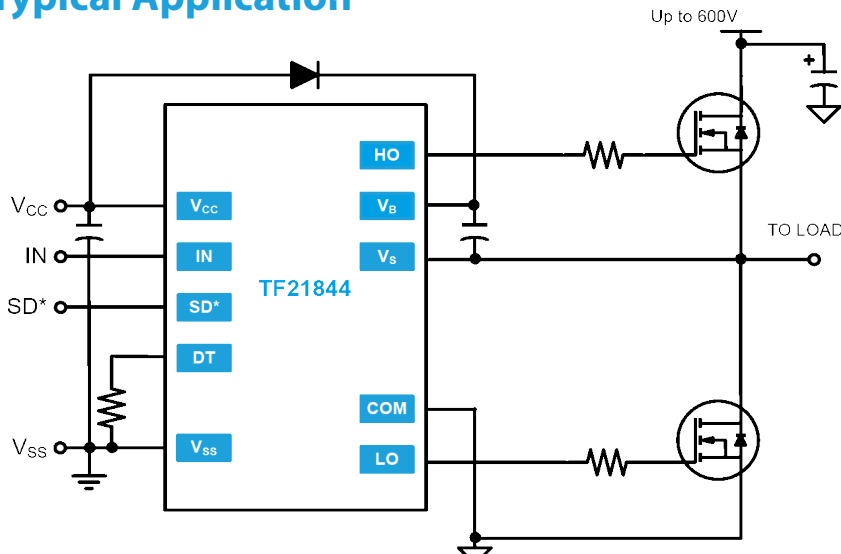 Typical Application
Up to 600V
+
HO
VCC
VCC
VB
TO LOAD
IN
IN
VS
SD*
SD*
TF21844
DT
COM
VSS
VSS
LO